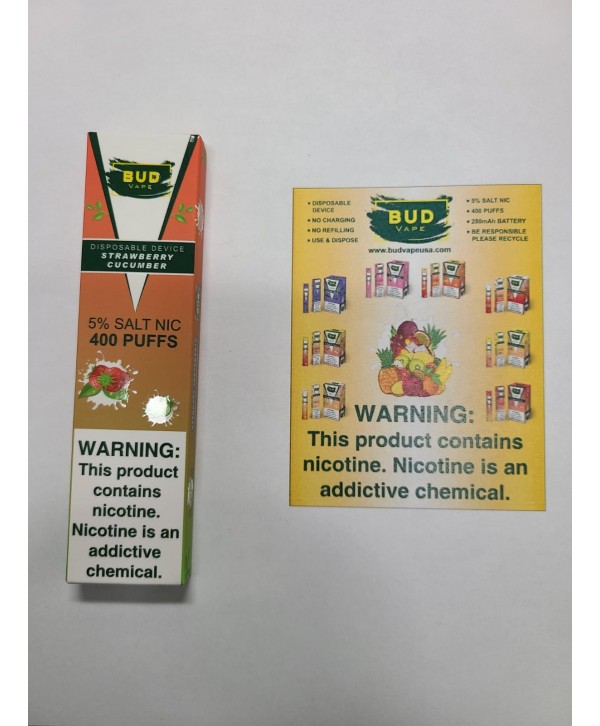 BUD
VAPE
DISPOSABLE DEVICE
STRAWBERRY
CUCUMBER
5% SALT NIC
400 PUFFS
WARNING:
This product
contains
nicotine.
Nicotine is an
addictive
chemical.
• DISPOSABLE
DEVICE
• NO CHARGING
• NO REFILLING
• USE & DISPOSE
BUD
VAPE
www.budvapeusa.com
• 5% SALT NIC
• 400 PUFFS
• 280mAh BATTERY
• BE RESPONSIBLE
PLEASE RECYCLE
WARNING:
This product contains
nicotine. Nicotine is an
addictive chemical.